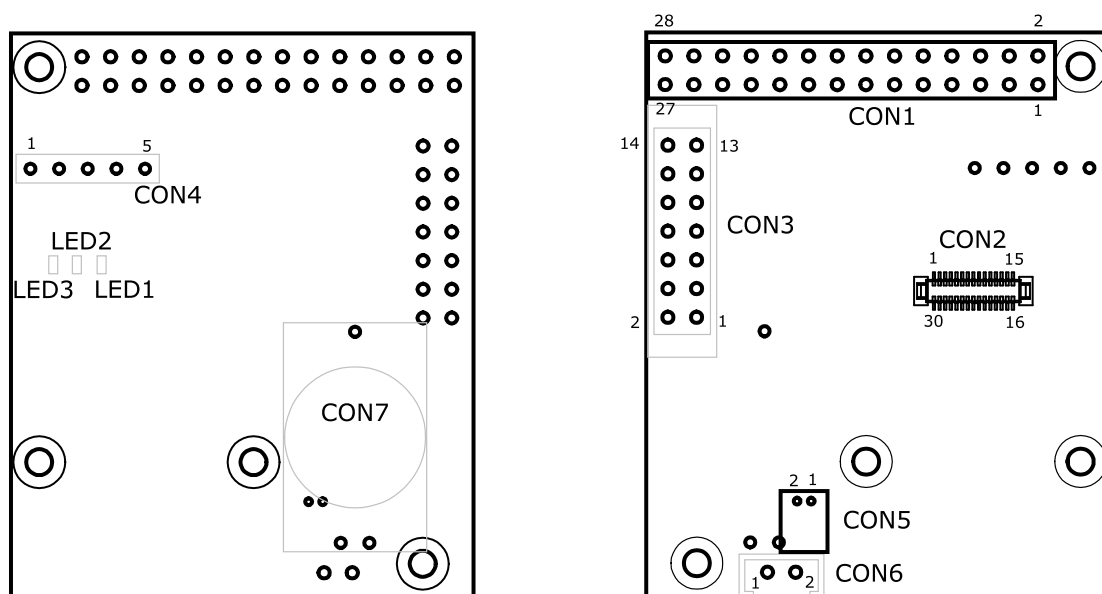 1 5
CON4
LED2
LED3 LED1
CON7
28 2
27 1
CON1
14 13
CON3
CON2
1 15
2 1
30 16
2 1
CON5
CON6
1 2